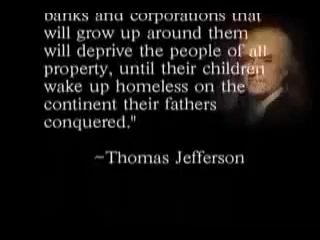 banks and corporations that
will grow up around them
will deprive the people of all
property, until their children
wake up homeless on the
continent their fathers
conquered."
~Thomas Jefferson